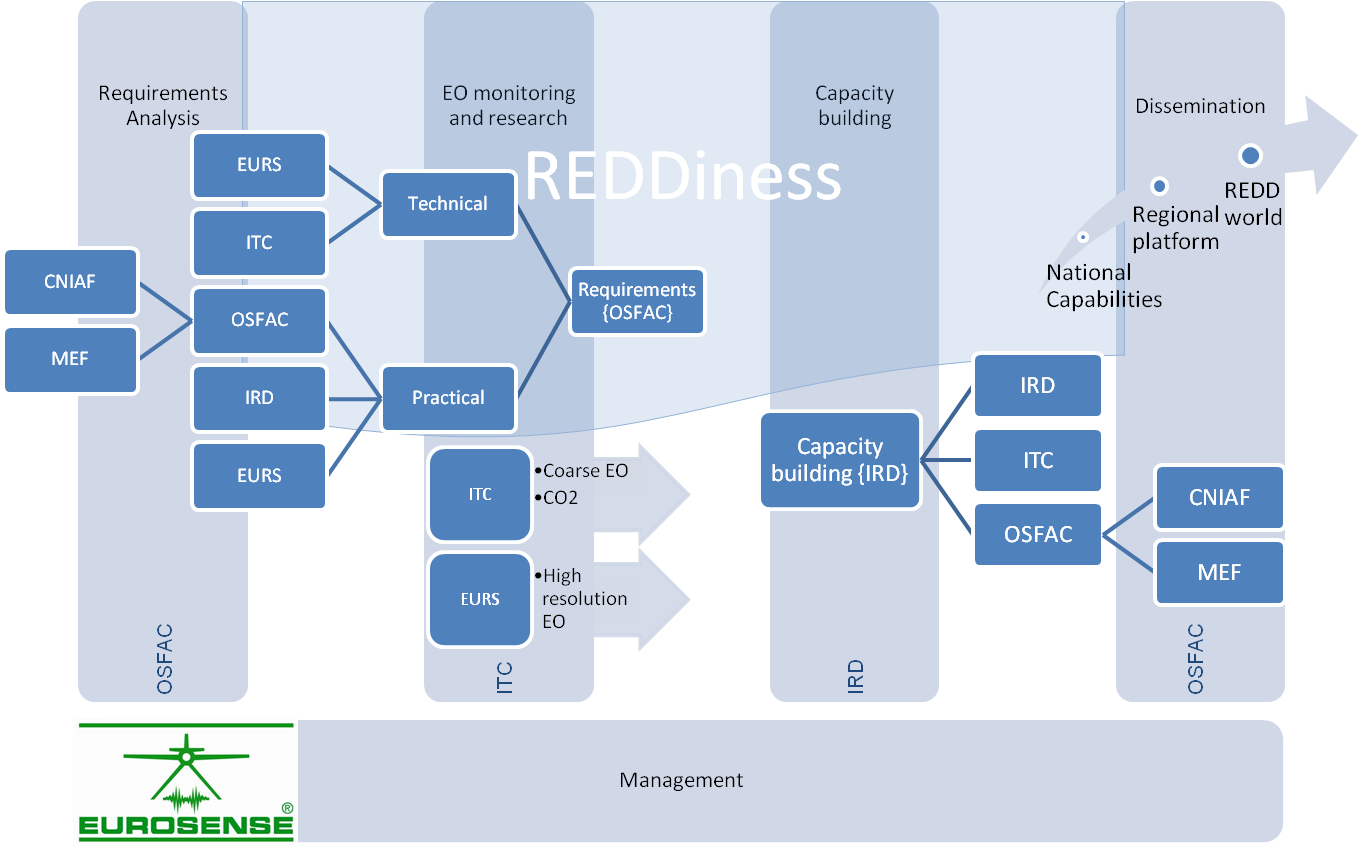 Requirements
Analysis
EO monitoring
and research
Capacity
building
Dissemination
REDDiness
EURS
ITC
OSFAC
IRD
EURS
CNIAF
MEF
Technical
Practical
Requirements
{OSFAC}
REDD
world
Regional
platform
National
Capabilities
ITC
•Coarse EO
•CO2
EURS
•High
resolution
EO
Capacity
building {IRD}
IRD
ITC
OSFAC
CNIAF
MEF
OSFAC
ITC
IRD
OSFAC
EUROSENSE®
Management